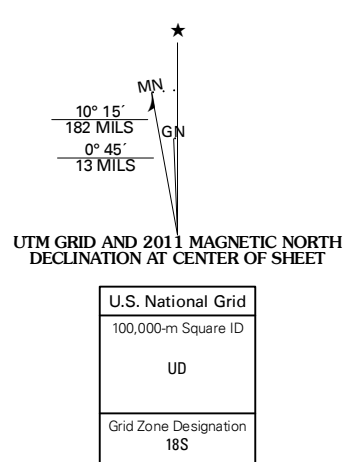 ★
MN
10° 15´
182 MILS
GN
0° 45´
13 MILS
UTM GRID AND 2011 MAGNETIC NORTH
DECLINATION AT CENTER OF SHEET
U.S. National Grid
100,000-m Square ID
UD
Grid Zone Designation
18S